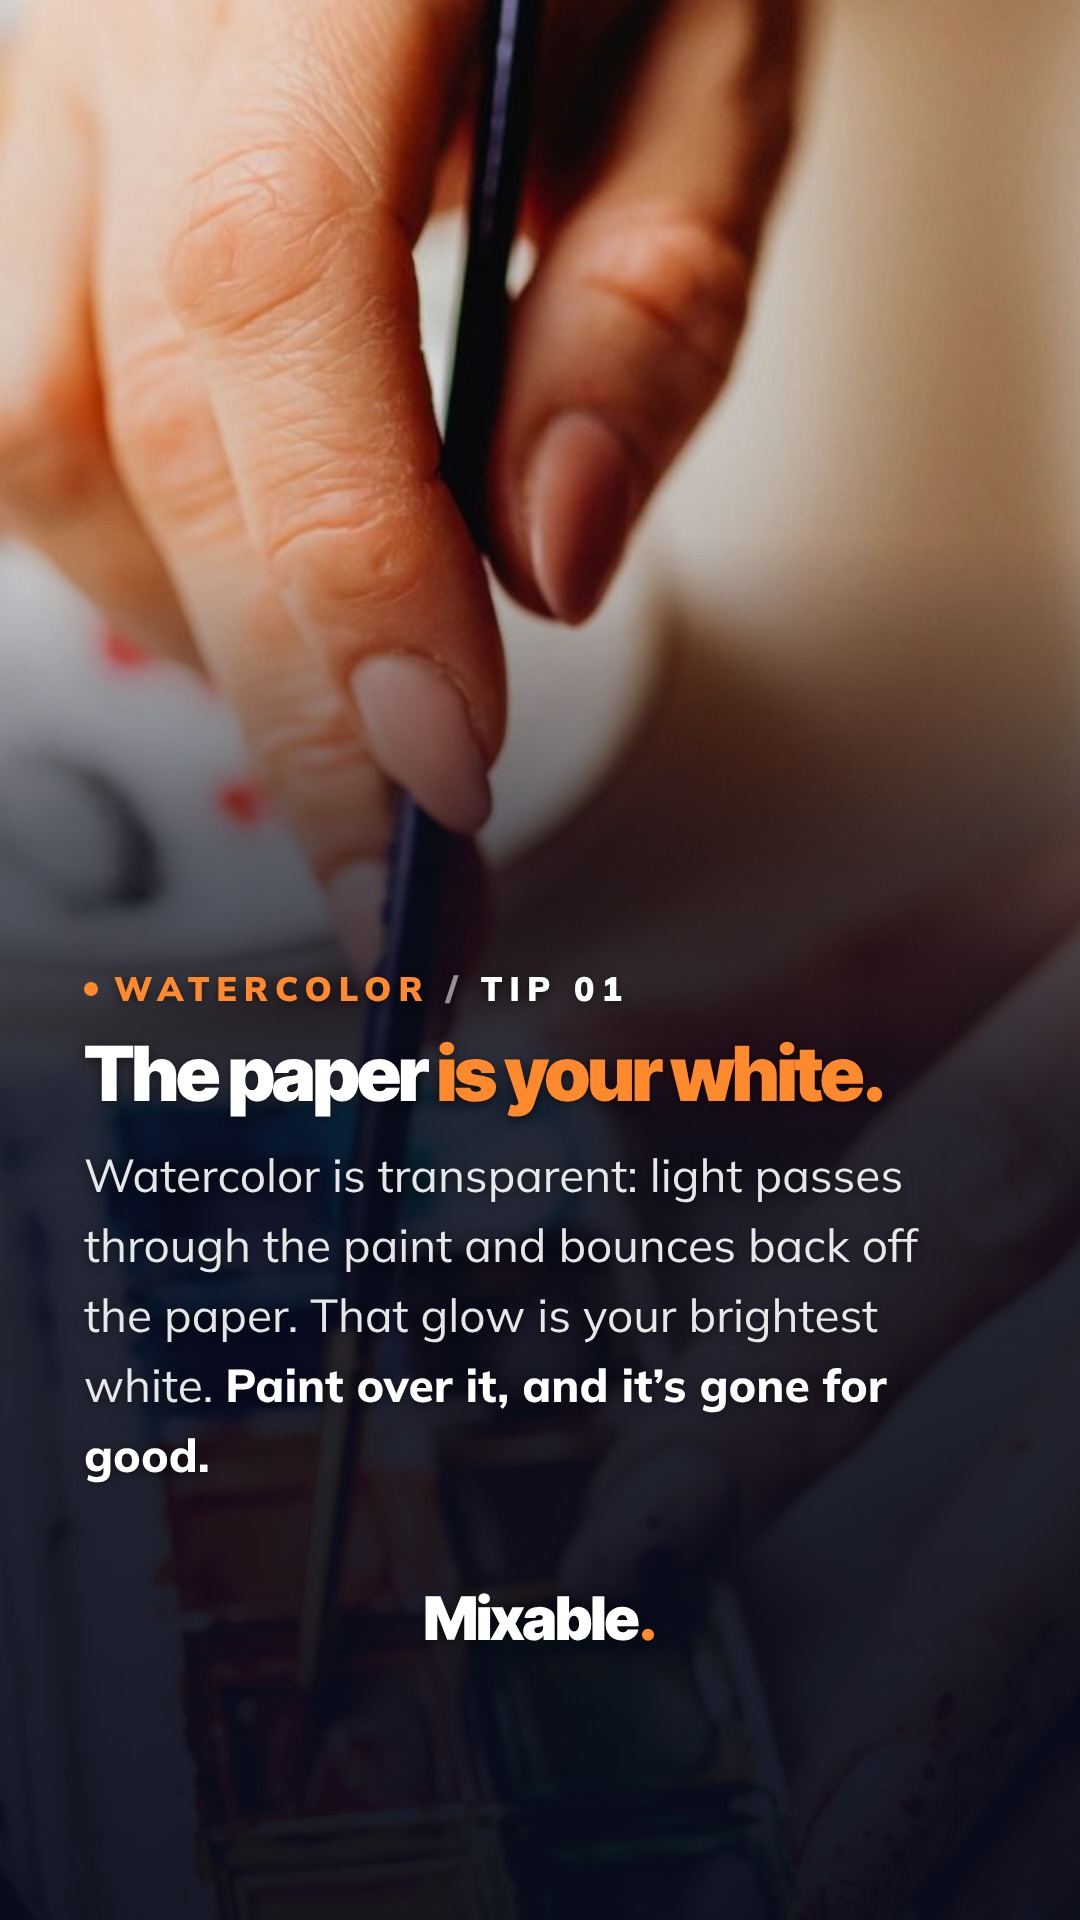 • WATERCOLOR / TIP 01
The paper is your white.
Watercolor is transparent: light passes
through the paint and bounces back off
the paper. That glow is your brightest
white. Paint over it, and it’s gone for
good.
Mixable.